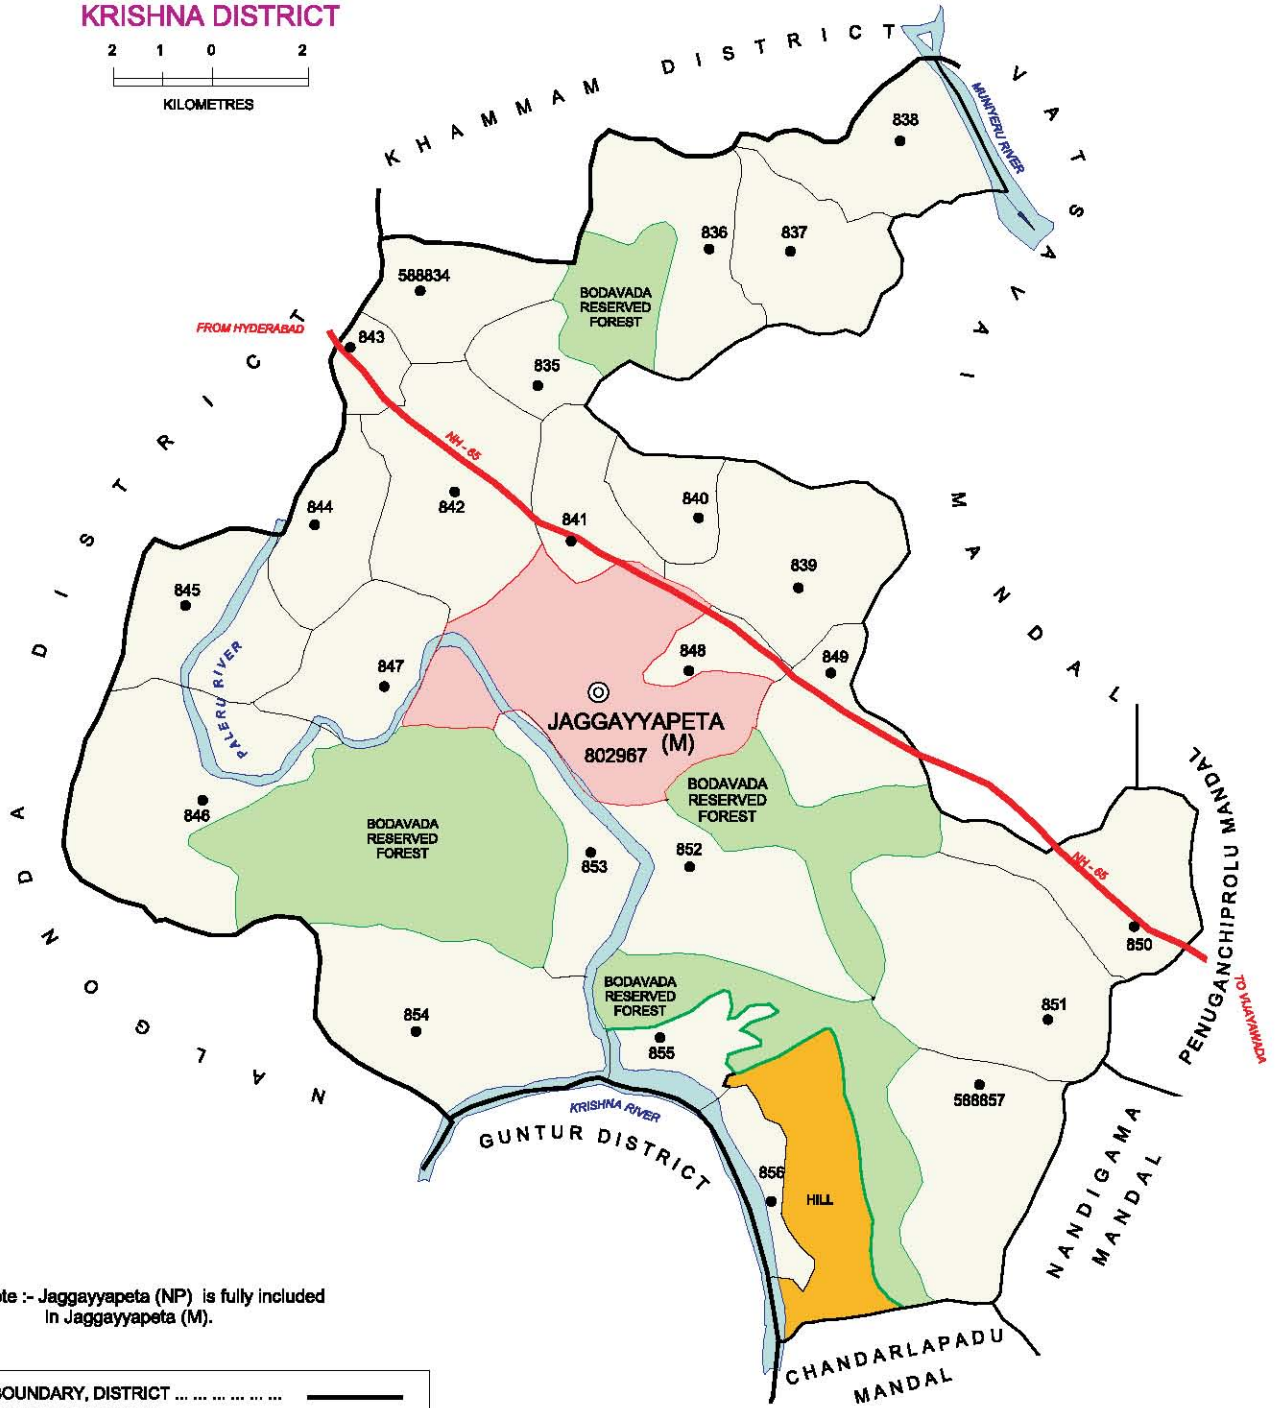 KRISHNA DISTRICT
2 1 0 2
KILOMETRES
KHAMMAM DISTRICT
VATSAVAI MANDAL
MUNIYERU RIVER
838
836
837
588834
BODAVADA
RESERVED
FOREST
FROM HYDERABAD
843
835
NALGONDA DISTRICT
NH - 65
844
842
840
841
839
845
PALERU RIVER
847
848
849
JAGGAYYAPETA
(M)
802967
846
BODAVADA
RESERVED
FOREST
BODAVADA
RESERVED
FOREST
853
852
NH - 65
PENUGANCHIPROLU MANDAL
850
TO VIJAYAWADA
BODAVADA
RESERVED
FOREST
854
855
851
588857
KRISHNA RIVER
GUNTUR DISTRICT
856
HILL
NANDIGAMA
MANDAL
CHANDARLAPADU
MANDAL
te :- Jaggayyapeta (NP) is fully included
in Jaggayyapeta (M).
BOUNDARY, DISTRICT ... ... ... ... ...